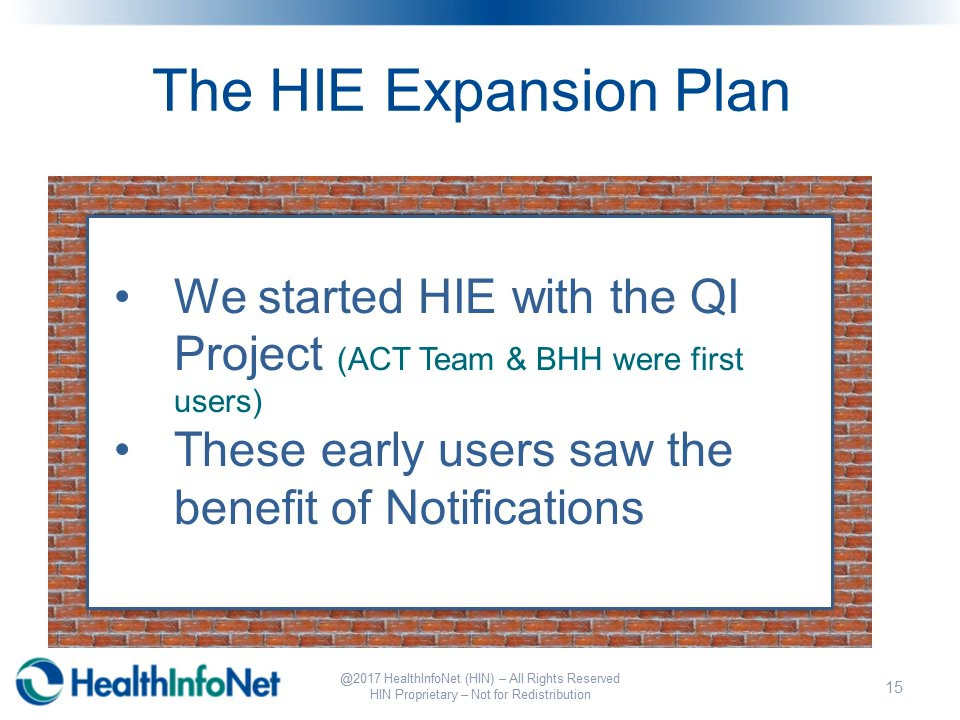 The HIE Expansion Plan
• We started HIE with the QI
Project (ACT Team & BHH were first
users)
• These early users saw the
benefit of Notifications
HealthInfoNet
@2017 HealthInfoNet (HIN) – All Rights Reserved
HIN Proprietary – Not for Redistribution
15